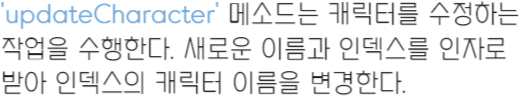 'updateCharacter' 메소드는 캐릭터를 수정하는
작업을 수행한다. 새로운 이름과 인덱스를 인자로
받아 인덱스의 캐릭터 이름을 변경한다.